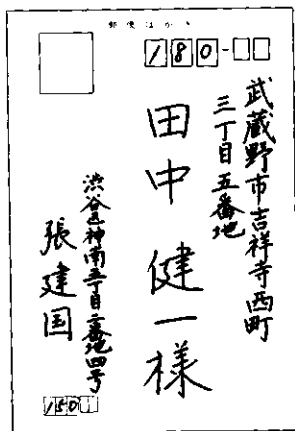 郵便はがき
180-
武蔵野市吉祥寺西町
三丁目五番地
田中健一様
渋谷区神南五丁目二番地四号
張建国
150